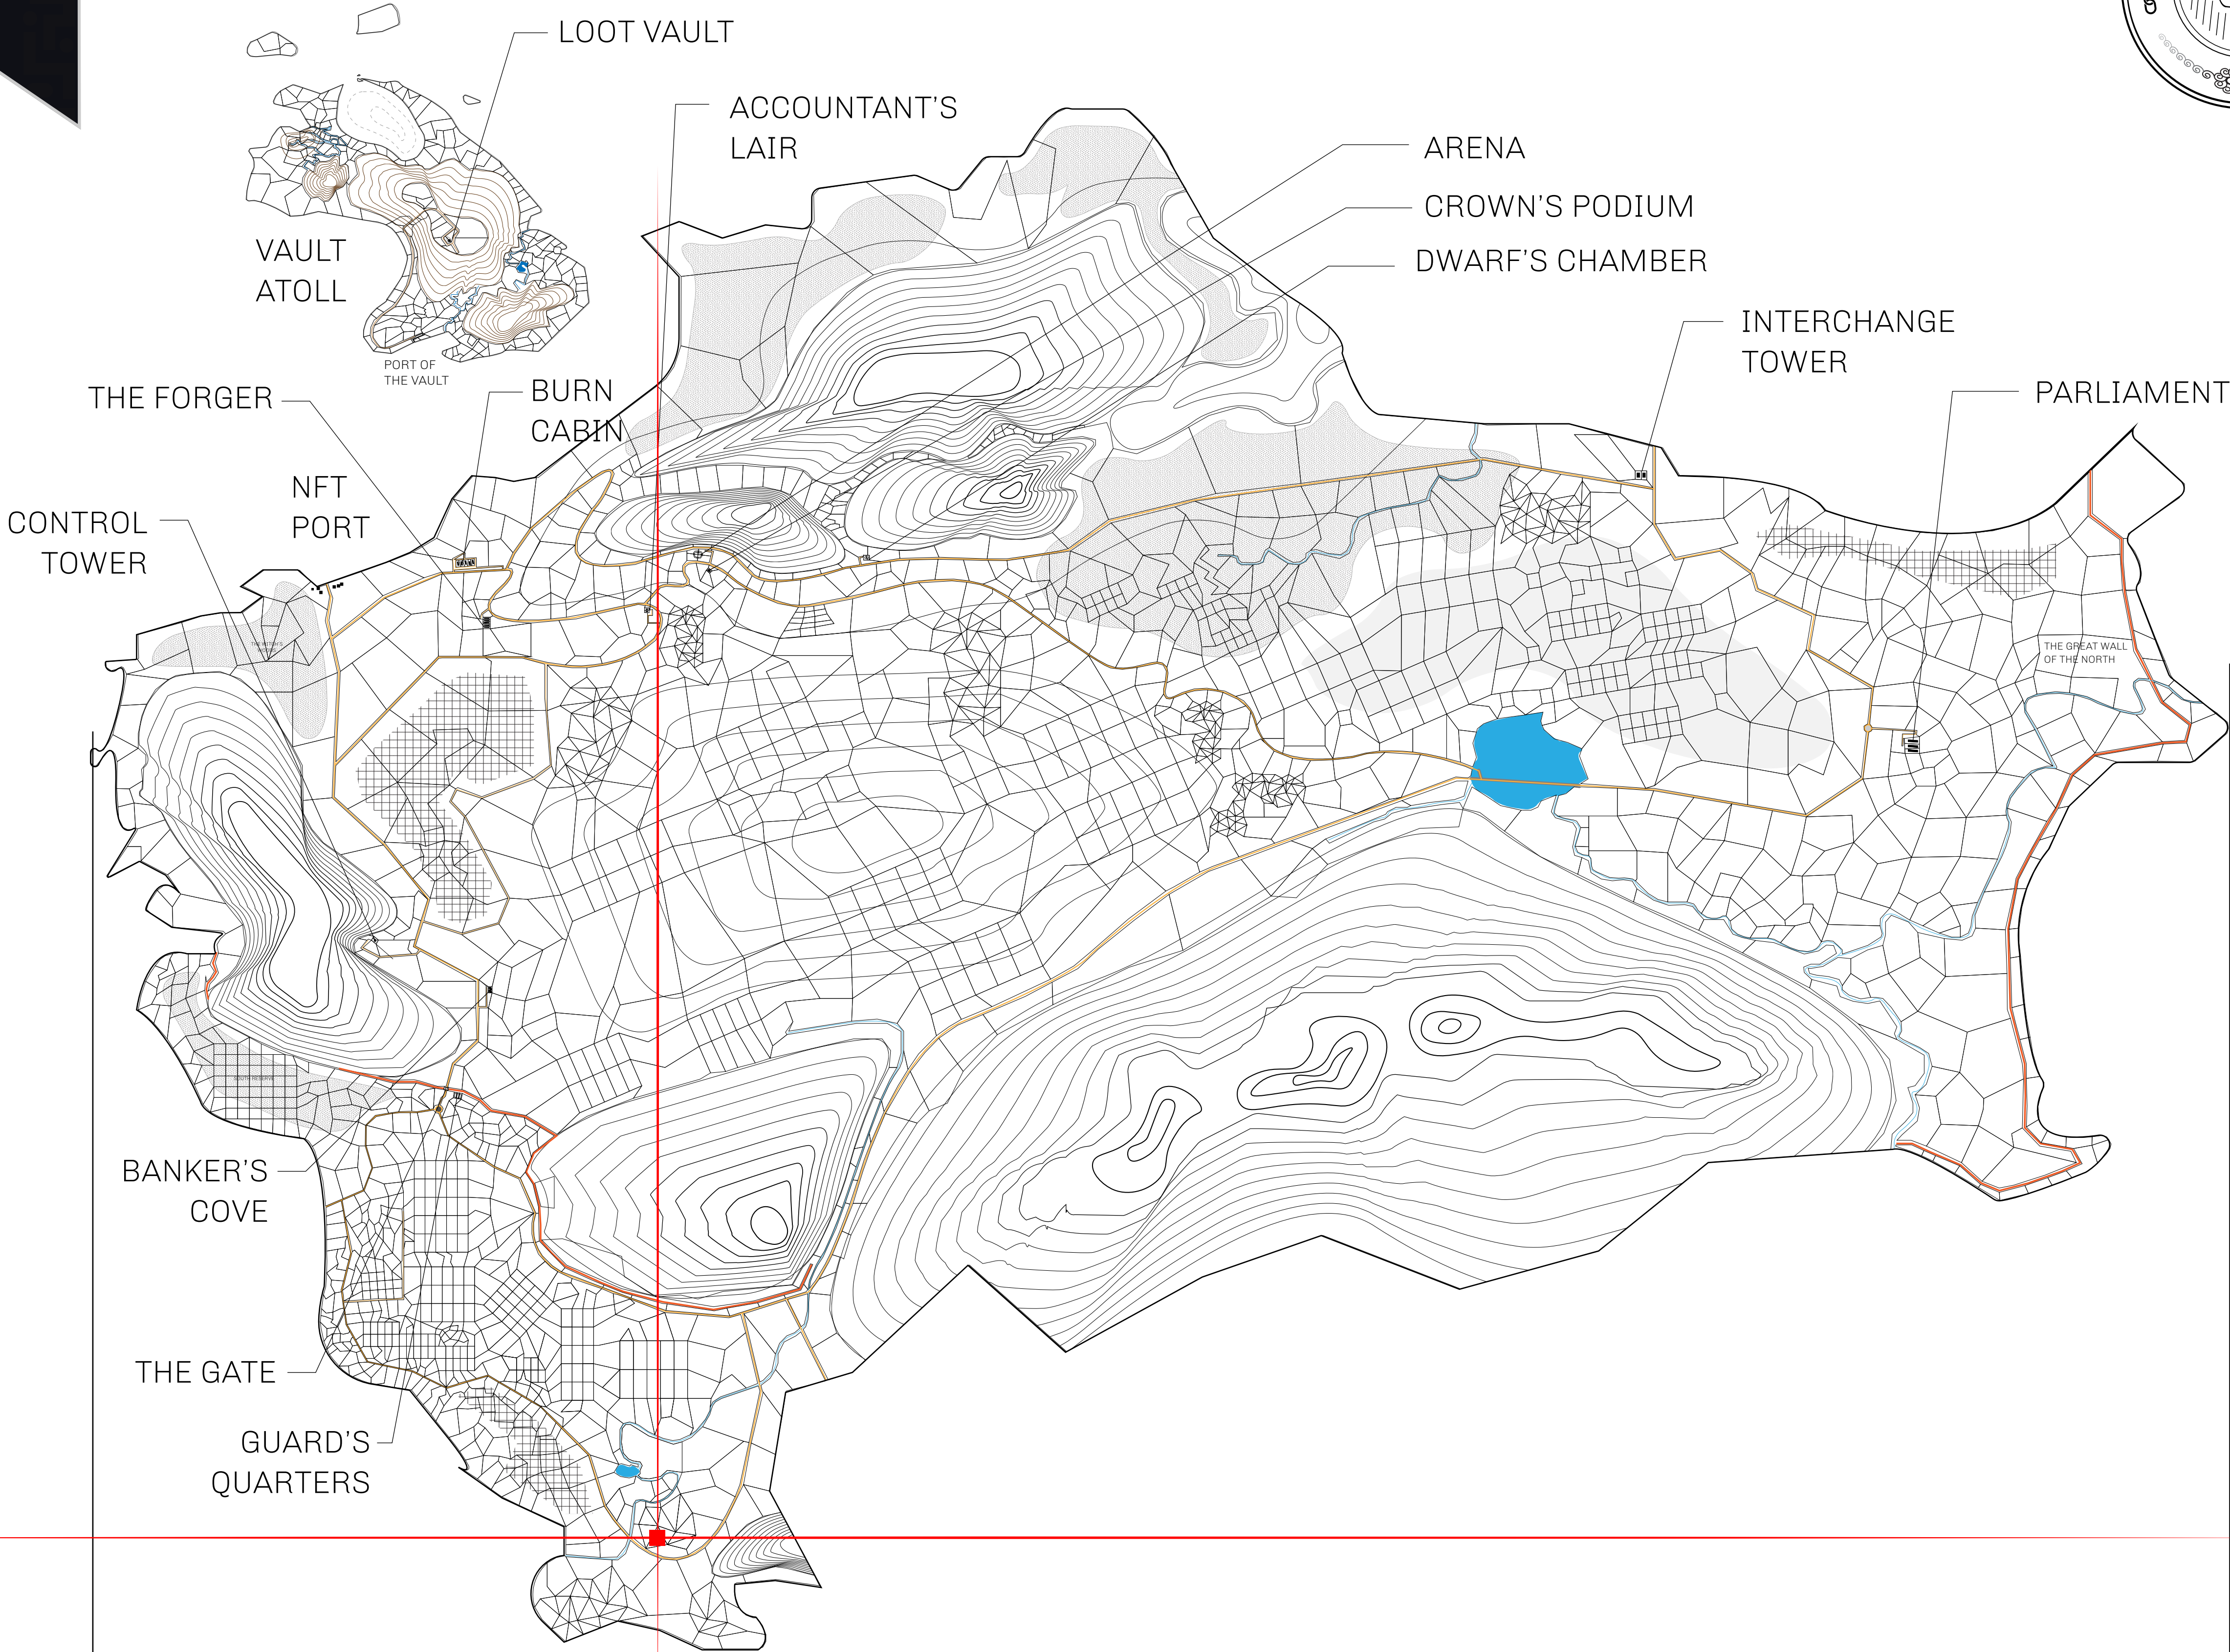 LOOT VAULT
ACCOUNTANT'S
LAIR
ARENA
CROWN'S PODIUM
DWARF'S CHAMBER
VAULT
ATOLL
INTERCHANGE
TOWER
PORT OF
THE VAULT
THE FORGER
BURN
CABIN
PARLIAMENT
NFT
PORT
CONTROL
TOWER
THE GREAT WALL
OF THE NORTH
SOUTH RESERVE
BANKER'S
COVE
THE GATE
GUARD'S
QUARTERS